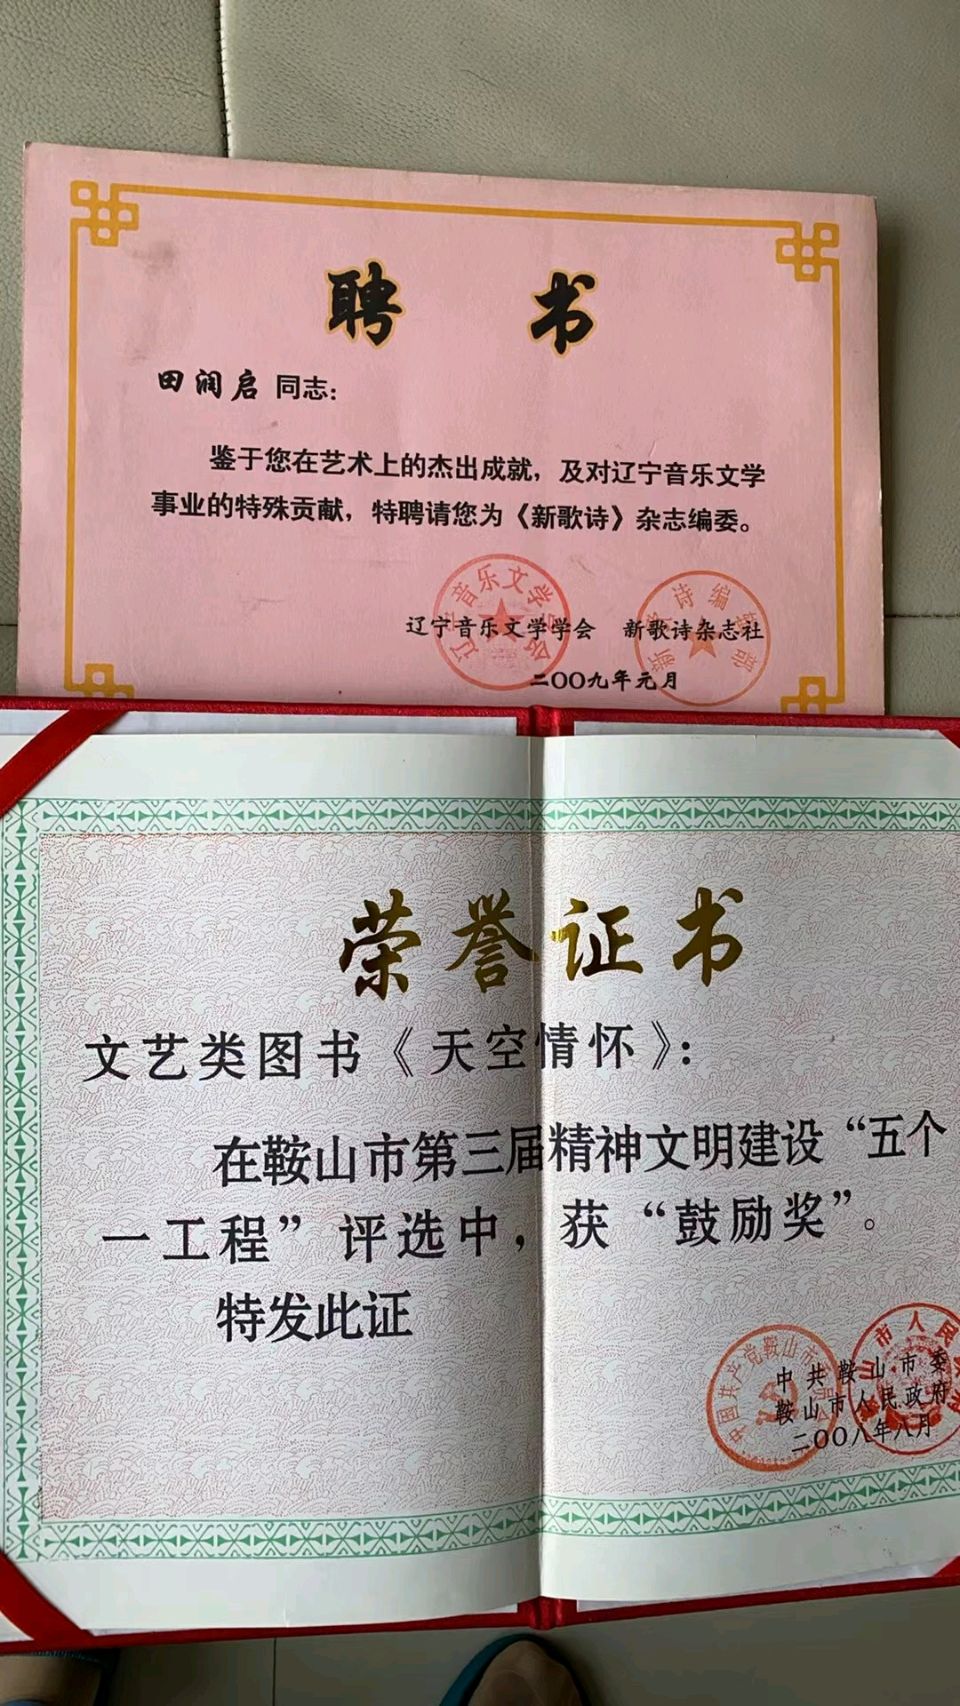 聘 书
田润启 同志：
鉴于您在艺术上的杰出成就，及对辽宁音乐文学
事业的特殊贡献，特聘请您为《新歌诗》杂志编委。
辽宁音乐文学学会 新歌诗杂志社
二〇〇九年元月
荣誉证书
文艺类图书《天空情怀》：
在鞍山市第三届精神文明建设“五个
一工程”评选中，获“鼓励奖”。
特发此证
中共鞍山市委
鞍山市人民政府
二〇〇八年八月